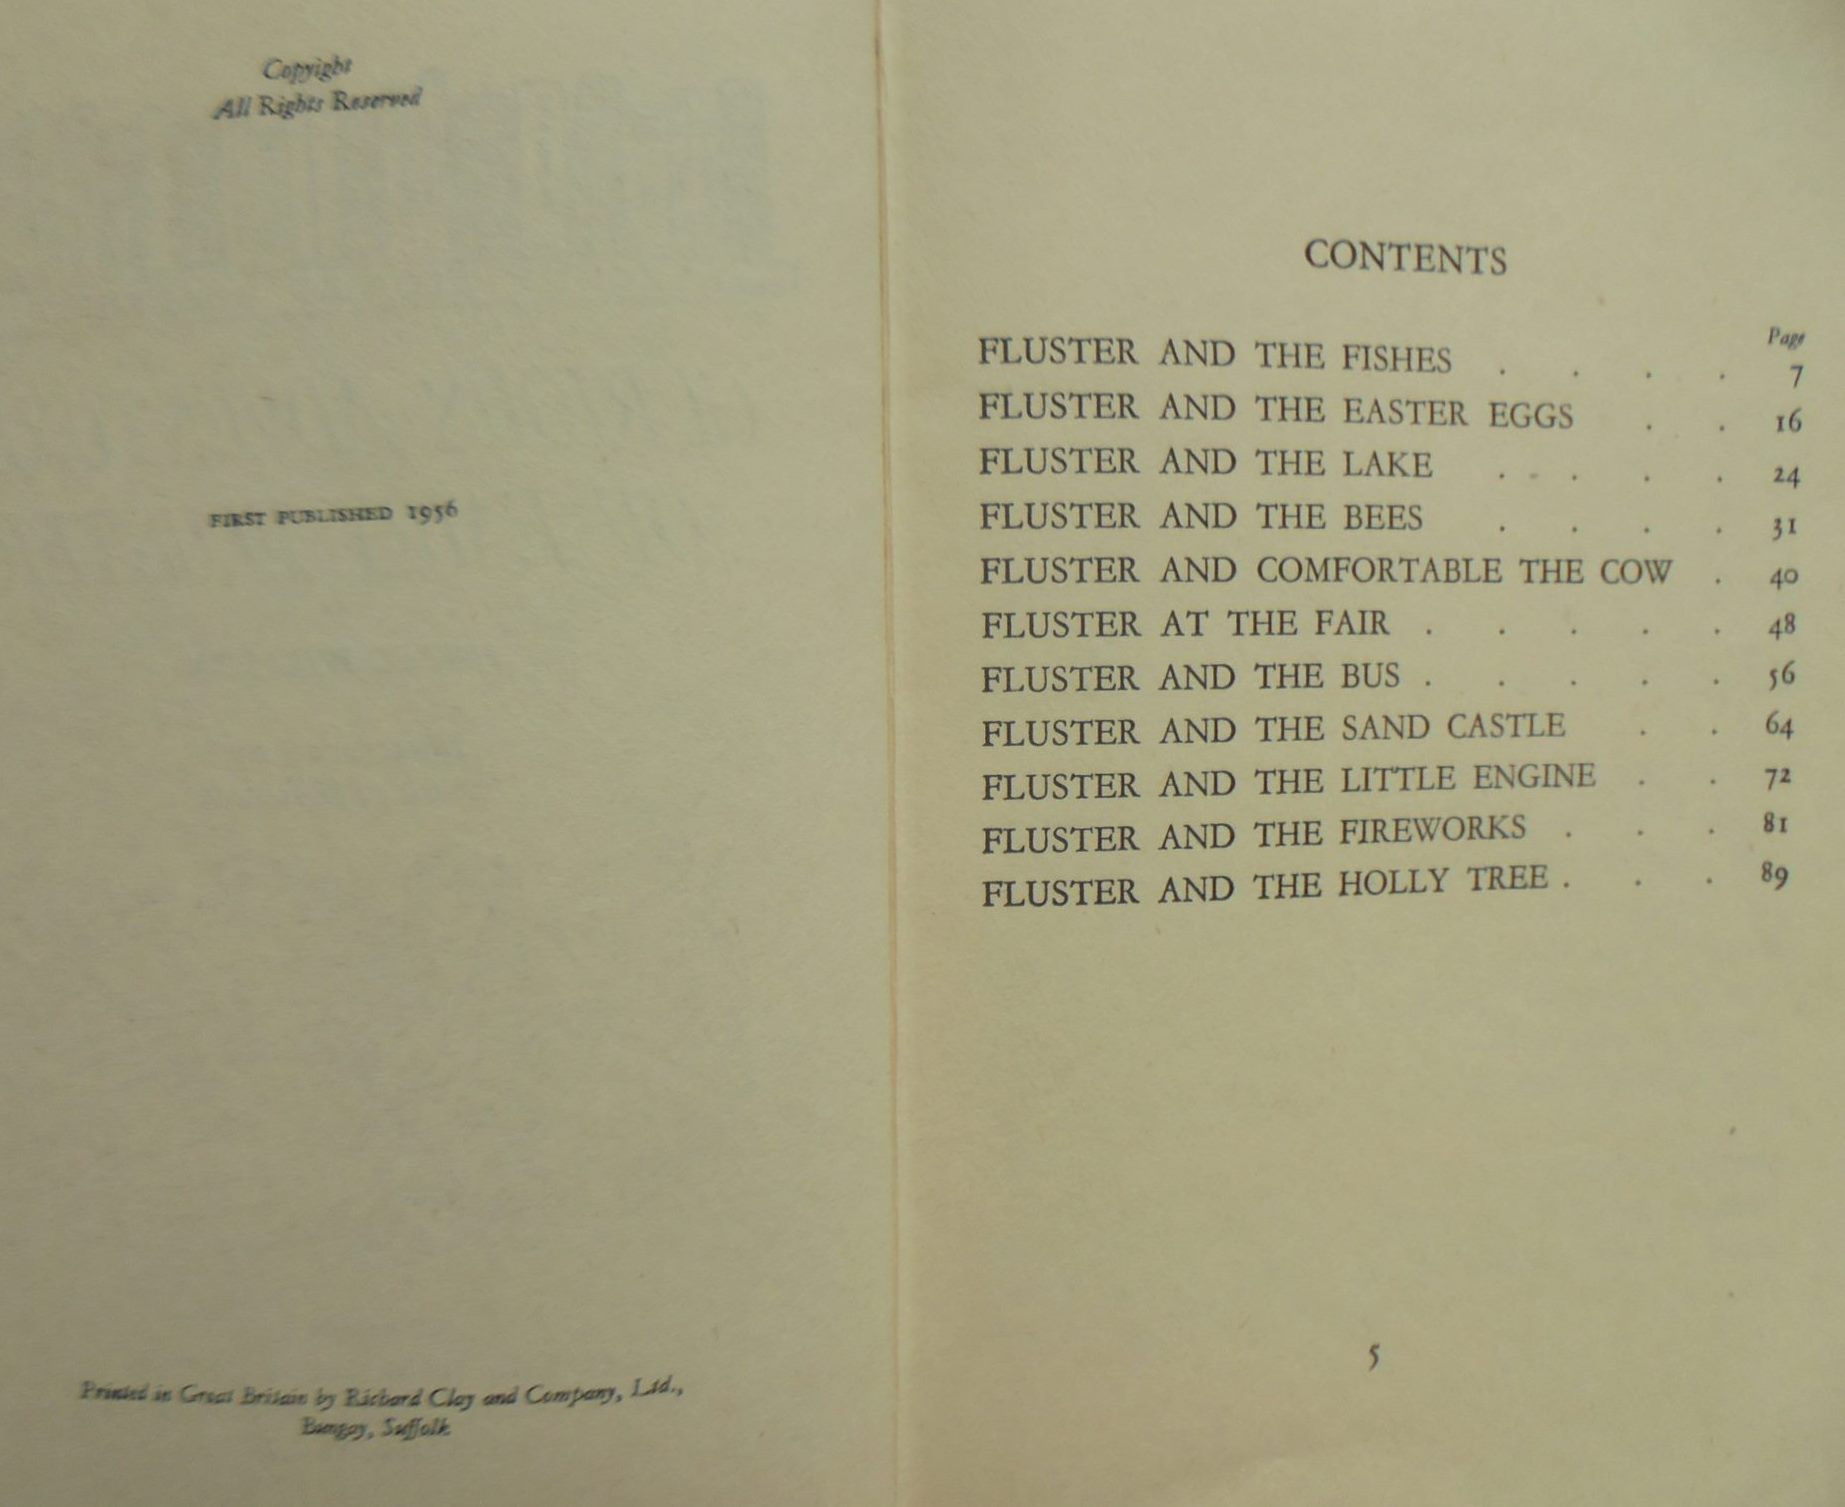 Copyright
All Rights Reserved
FIRST PUBLISHED 1956
Printed in Great Britain by Richard Clay and Company, Ltd.,
Bungay, Suffolk
CONTENTS
Page
FLUSTER AND THE FISHES . . . . 7
FLUSTER AND THE EASTER EGGS . . 16
FLUSTER AND THE LAKE . . . . 24
FLUSTER AND THE BEES . . . . 31
FLUSTER AND COMFORTABLE THE COW . 40
FLUSTER AT THE FAIR . . . . . 48
FLUSTER AND THE BUS . . . . . 56
FLUSTER AND THE SAND CASTLE . . 64
FLUSTER AND THE LITTLE ENGINE . . 72
FLUSTER AND THE FIREWORKS . . . 81
FLUSTER AND THE HOLLY TREE . . . 89
5